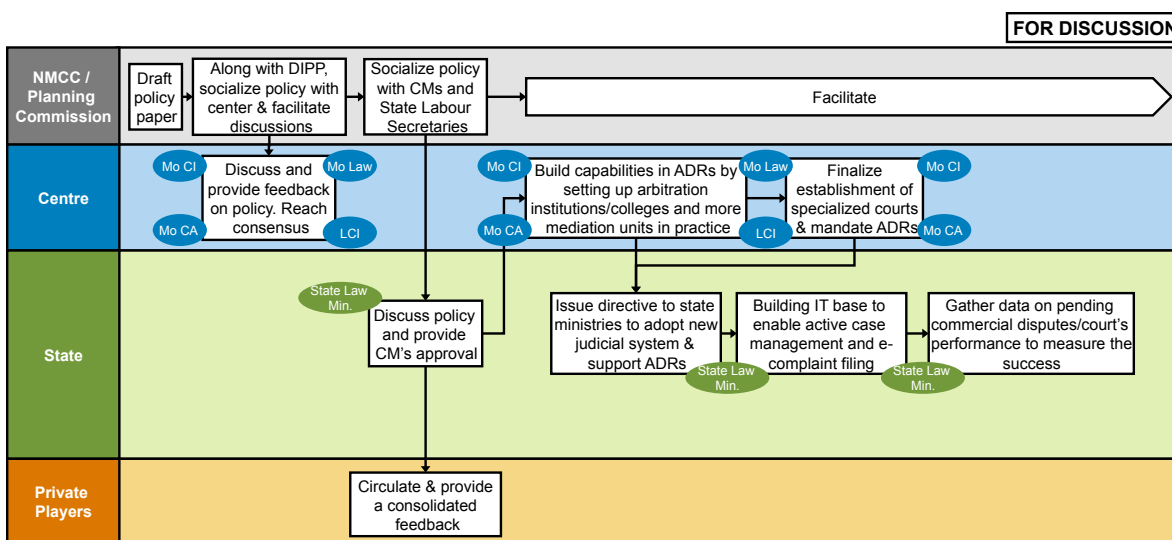 FOR DISCUSSION
NMCC /
Planning
Commission
Draft
policy
paper
Along with DIPP,
socialize policy with
center & facilitate
discussions
Socialize policy
with CMs and
State Labour
Secretaries
Facilitate
Centre
Mo CI
Mo Law
Discuss and
provide feedback
on policy. Reach
consensus
Mo CA
LCI
Mo CI
Build capabilities in ADRs by
setting up arbitration
institutions/colleges and more
mediation units in practice
Mo CA
Mo Law
LCI
Finalize
establishment of
specialized courts
& mandate ADRs
Mo CI
Mo CA
State
State Law
Min.
Discuss policy
and provide
CM's approval
Issue directive to state
ministries to adopt new
judicial system &
support ADRs
State Law
Min.
Building IT base to
enable active case
management and e-
complaint filing
State Law
Min.
Gather data on pending
commercial disputes/court's
performance to measure the
success
Private
Players
Circulate & provide
a consolidated
feedback